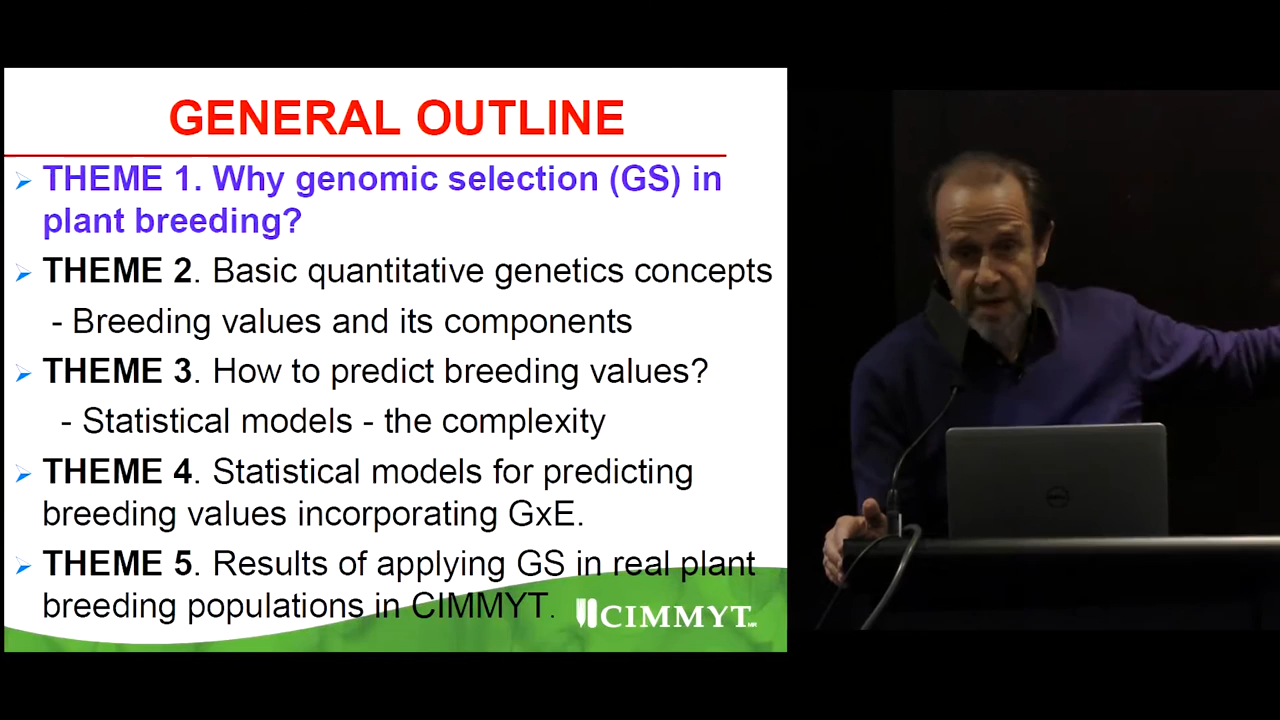 GENERAL OUTLINE
THEME 1. Why genomic selection (GS) in
plant breeding?
THEME 2. Basic quantitative genetics concepts
- Breeding values and its components
THEME 3. How to predict breeding values?
- Statistical models - the complexity
THEME 4. Statistical models for predicting
breeding values incorporating GxE.
THEME 5. Results of applying GS in real plant
breeding populations in CIMMYT.
CIMMYT
DELL